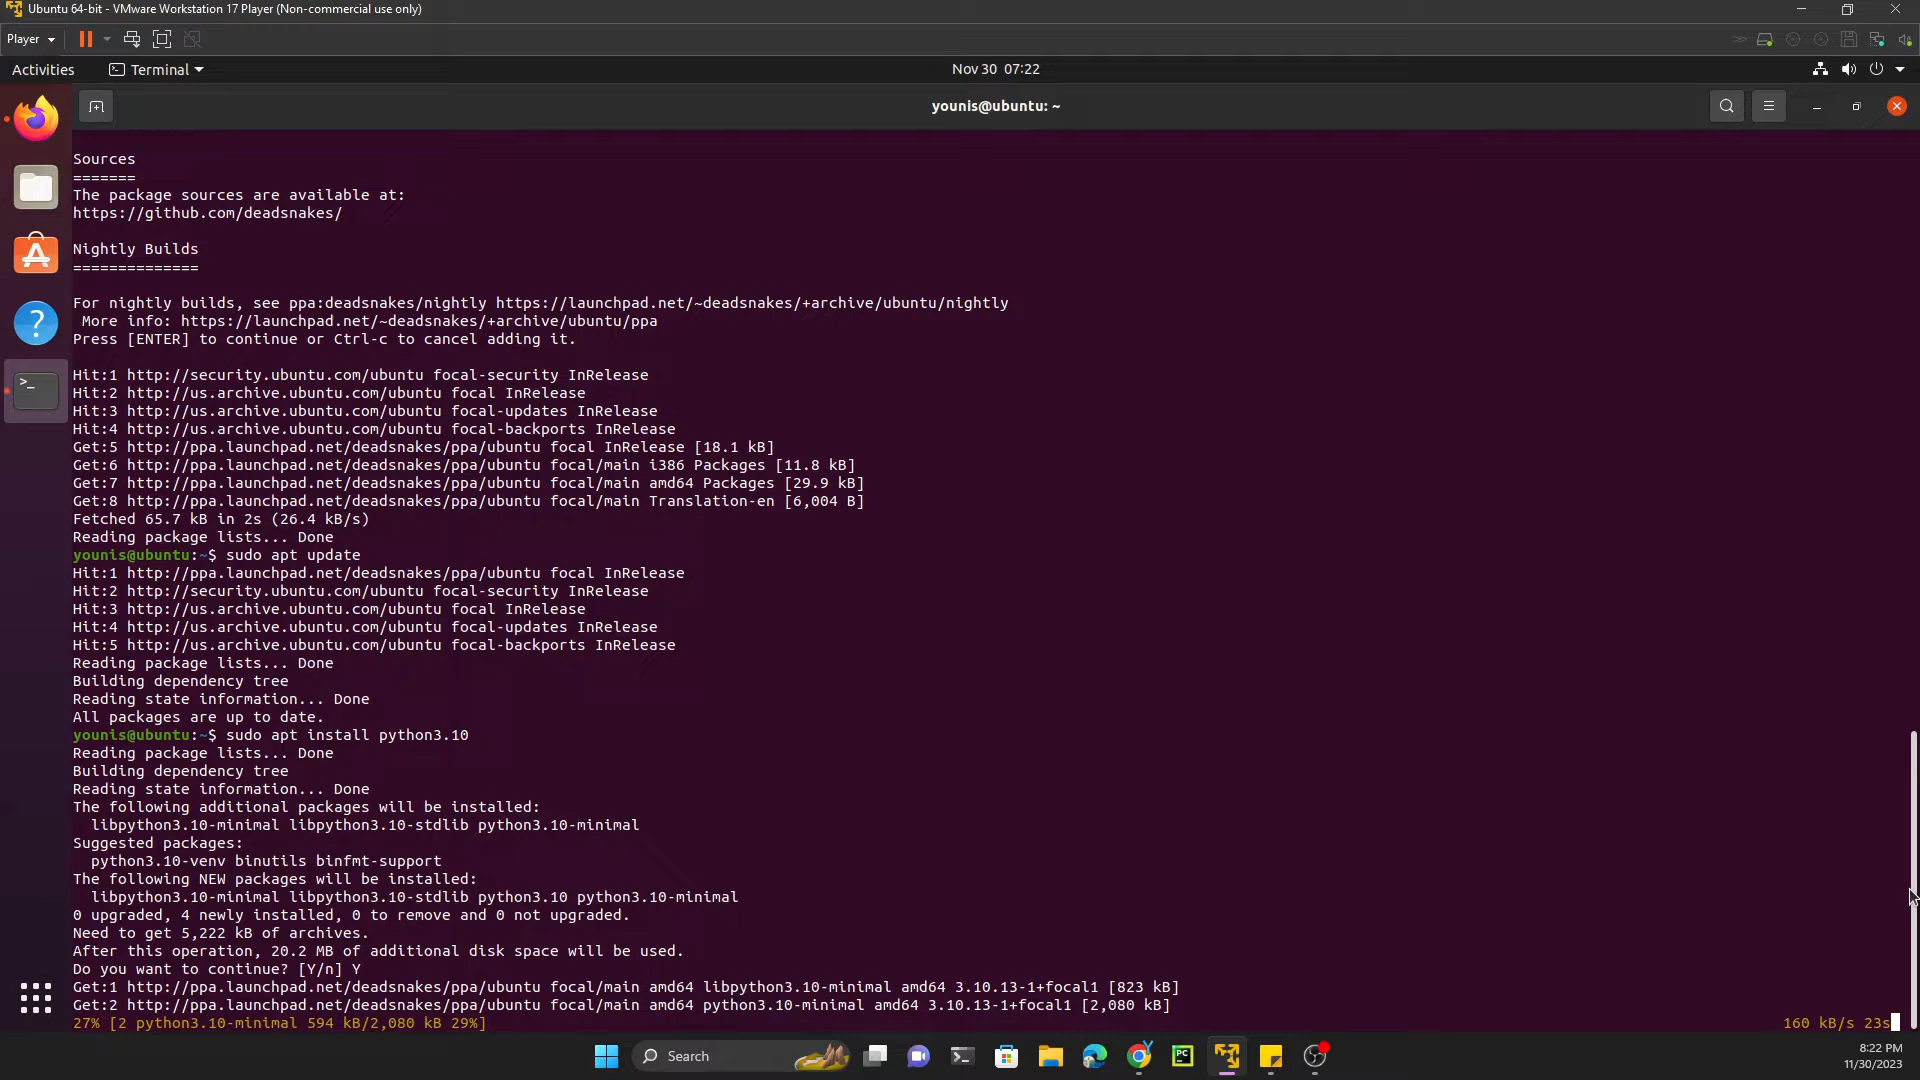 Ubuntu 64-bit - VMware Workstation 17 Player (Non-commercial use only)
Player
Activities
Terminal
Nov 30 07:22
younis@ubuntu: ~
Sources
=======
The package sources are available at:
https://github.com/deadsnakes/
Nightly Builds
==============
For nightly builds, see ppa:deadsnakes/nightly https://launchpad.net/~deadsnakes/+archive/ubuntu/nightly
More info: https://launchpad.net/~deadsnakes/+archive/ubuntu/ppa
Press [ENTER] to continue or Ctrl-c to cancel adding it.
Hit:1 http://security.ubuntu.com/ubuntu focal-security InRelease
Hit:2 http://us.archive.ubuntu.com/ubuntu focal InRelease
Hit:3 http://us.archive.ubuntu.com/ubuntu focal-updates InRelease
Hit:4 http://us.archive.ubuntu.com/ubuntu focal-backports InRelease
Get:5 http://ppa.launchpad.net/deadsnakes/ppa/ubuntu focal InRelease [18.1 kB]
Get:6 http://ppa.launchpad.net/deadsnakes/ppa/ubuntu focal/main i386 Packages [11.8 kB]
Get:7 http://ppa.launchpad.net/deadsnakes/ppa/ubuntu focal/main amd64 Packages [29.9 kB]
Get:8 http://ppa.launchpad.net/deadsnakes/ppa/ubuntu focal/main Translation-en [6,004 B]
Fetched 65.7 kB in 2s (26.4 kB/s)
Reading package lists... Done
younis@ubuntu:~$ sudo apt update
Hit:1 http://ppa.launchpad.net/deadsnakes/ppa/ubuntu focal InRelease
Hit:2 http://security.ubuntu.com/ubuntu focal-security InRelease
Hit:3 http://us.archive.ubuntu.com/ubuntu focal InRelease
Hit:4 http://us.archive.ubuntu.com/ubuntu focal-updates InRelease
Hit:5 http://us.archive.ubuntu.com/ubuntu focal-backports InRelease
Reading package lists... Done
Building dependency tree
Reading state information... Done
All packages are up to date.
younis@ubuntu:~$ sudo apt install python3.10
Reading package lists... Done
Building dependency tree
Reading state information... Done
The following additional packages will be installed:
libpython3.10-minimal libpython3.10-stdlib python3.10-minimal
Suggested packages:
python3.10-venv binutils binfmt-support
The following NEW packages will be installed:
libpython3.10-minimal libpython3.10-stdlib python3.10 python3.10-minimal
0 upgraded, 4 newly installed, 0 to remove and 0 not upgraded.
Need to get 5,222 kB of archives.
After this operation, 20.2 MB of additional disk space will be used.
Do you want to continue? [Y/n] Y
Get:1 http://ppa.launchpad.net/deadsnakes/ppa/ubuntu focal/main amd64 libpython3.10-minimal amd64 3.10.13-1+focal1 [823 kB]
Get:2 http://ppa.launchpad.net/deadsnakes/ppa/ubuntu focal/main amd64 python3.10-minimal amd64 3.10.13-1+focal1 [2,080 kB]
27% [2 python3.10-minimal 594 kB/2,080 kB 29%] 160 kB/s 23s
Search
PC
8:22 PM
11/30/2023